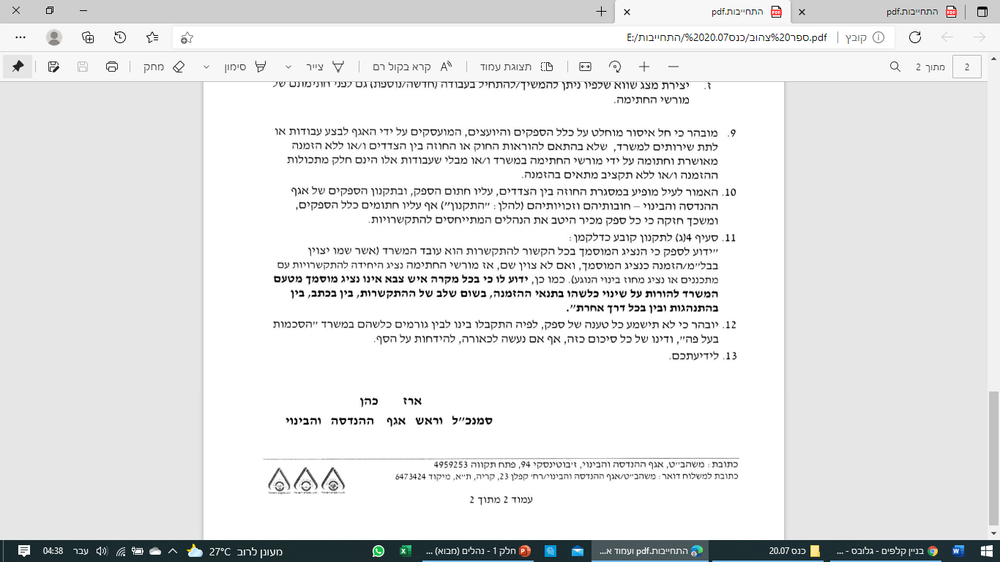 התחייבות.pdf
התחייבות.pdf
קובץ
E:/התחייבות/%2020.07כנס/צהוב%20ספר.pdf
2
מתוך 2
תצוגת עמוד
קרא בקול רם
צייר
סימון
מחק
ז. יצירת מצג שווא שלפיו ניתן להמשיך/להתחיל בעבודה (חדשה/נוספת) גם לפני חתימתם של
מורשי החתימה.
9. מובהר כי חל איסור מוחלט על כלל הספקים והיועצים, המועסקים על ידי האגף לבצע עבודות או
לתת שירותים למשרד, שלא בהתאם להוראות החוק או החוזה בין הצדדים ו/או ללא הזמנה
מאושרת וחתומה על ידי מורשי החתימה במשרד ו/או מבלי שעבודות אלו הינם חלק מתכולות
ההזמנה ו/או ללא תקציב מתאים בהזמנה.
10. האמור לעיל מופיע במסגרת החוזה בין הצדדים, עליו חתום הספק, ובתקנון הספקים של אגף
ההנדסה והבינוי – חובותיהם וזכויותיהם (להלן: "התקנון") אף עליו חתומים כלל הספקים,
ומשכך חזקה כי כל ספק מכיר היטב את הנהלים המתייחסים להתקשרויות.
11. סעיף 4(ג) לתקנון קובע כדלקמן:
"ידוע לספק כי הנציג המוסמך בכל הקשור להתקשרות הוא עובד המשרד (אשר שמו יצוין
בבל"מ/הזמנה כנציג המוסמך, ואם לא צוין שם, אז מורשי החתימה נציג היחידה להתקשרויות עם
מתכננים או נציג מחוז בינוי הנוגע). כמו כן, ידוע לו כי בכל מקרה איש צבא אינו נציג מוסמך מטעם
המשרד להורות על שינוי כלשהו בתנאי ההזמנה, בשום שלב של ההתקשרות, בין בכתב, בין
בהתנהגות ובין בכל דרך אחרת".
12. יובהר כי לא תישמע כל טענה של ספק, לפיה התקבלו בינו לבין גורמים כלשהם במשרד "הסכמות
בעל פה", ודינו של כל סיכום כזה, אף אם נעשה לכאורה, להידחות על הסף.
13. לידיעתכם.
ארז כהן
סמנכ"ל וראש אגף ההנדסה והבינוי
כתובת: משהב"ט, אגף ההנדסה והבינוי, ז'בוטינסקי 94, פתח תקווה 4959253
כתובת למשלוח דואר: משהב"ט/אגף ההנדסה והבינוי/רח' קפלן 23, קריה, ת"א, מיקוד 6473424
עמוד 2 מתוך 2
בניין קלפים - גלובס - ...
כנס 20.07
התחייבות.pdf ועמוד א...
חלק 1 - נהלים (מבוא) ...
מעונן לרוב 27°C
עבר
04:38